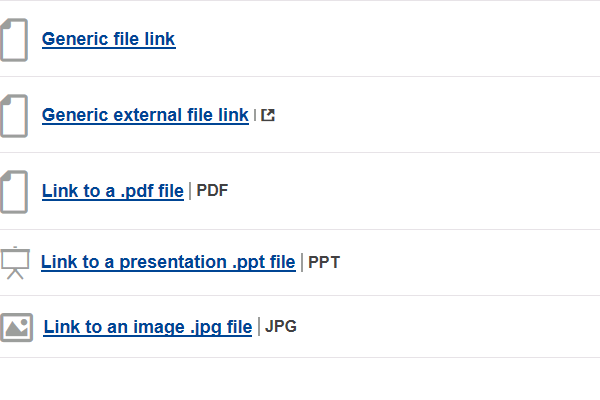 Generic file link
Generic external file link |
Link to a .pdf file | PDF
Link to a presentation .ppt file | PPT
Link to an image .jpg file | JPG